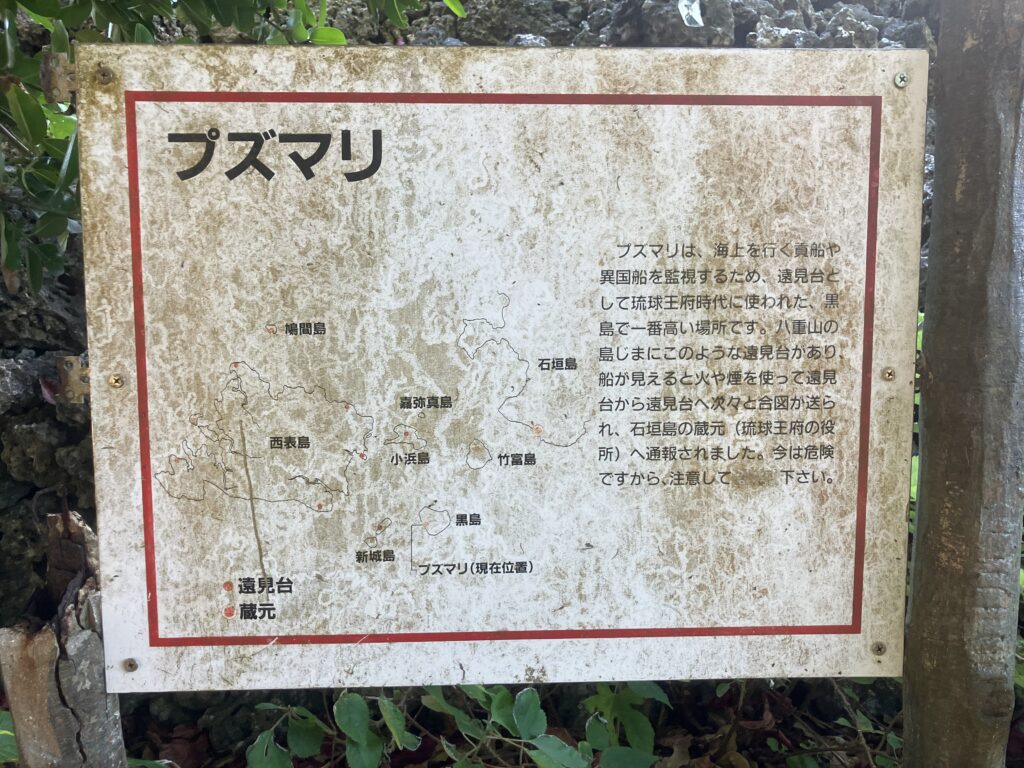 プズマリ
プズマリは、海上を行く貢船や
異国船を監視するため、遠見台と
して琉球王府時代に使われた、黒
島で一番高い場所です。八重山の
島じまにこのような遠見台があり、
船が見えると火や煙を使って遠見
台から遠見台へ次々と合図が送ら
れ、石垣島の蔵元（琉球王府の役
所）へ通報されました。今は危険
ですから、注意して 下さい。
鳩間島
石垣島
嘉弥真島
西表島
小浜島
竹富島
黒島
新城島
プズマリ（現在位置）
遠見台
蔵元